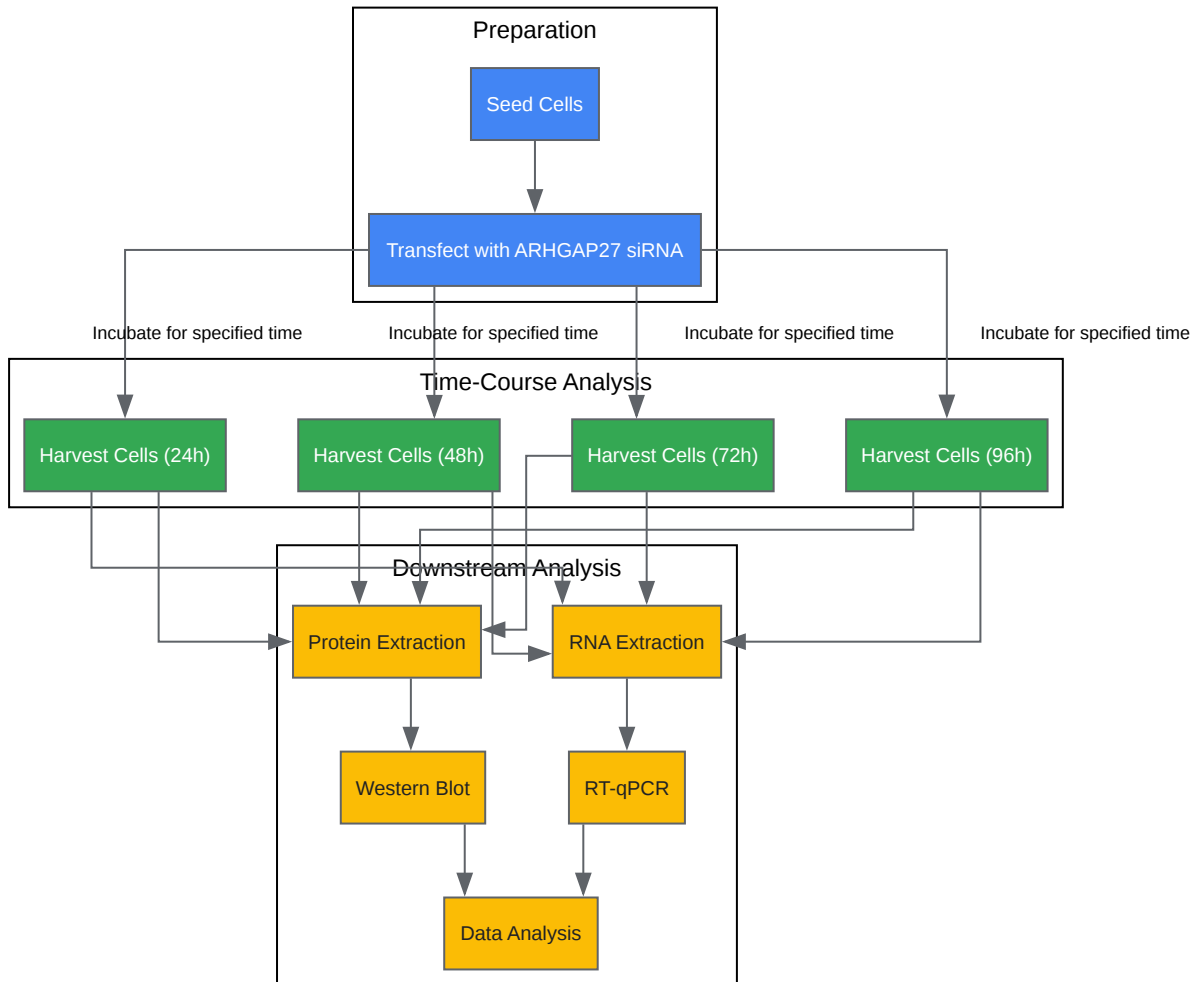 Preparation
Seed Cells
Transfect with ARHGAP27 siRNA
Incubate for specified time
Incubate for specified time
Incubate for specified time
Incubate for specified time
Time-Course Analysis
Harvest Cells (24h)
Harvest Cells (48h)
Harvest Cells (72h)
Harvest Cells (96h)
Downstream Analysis
Protein Extraction
RNA Extraction
Western Blot
RT-qPCR
Data Analysis